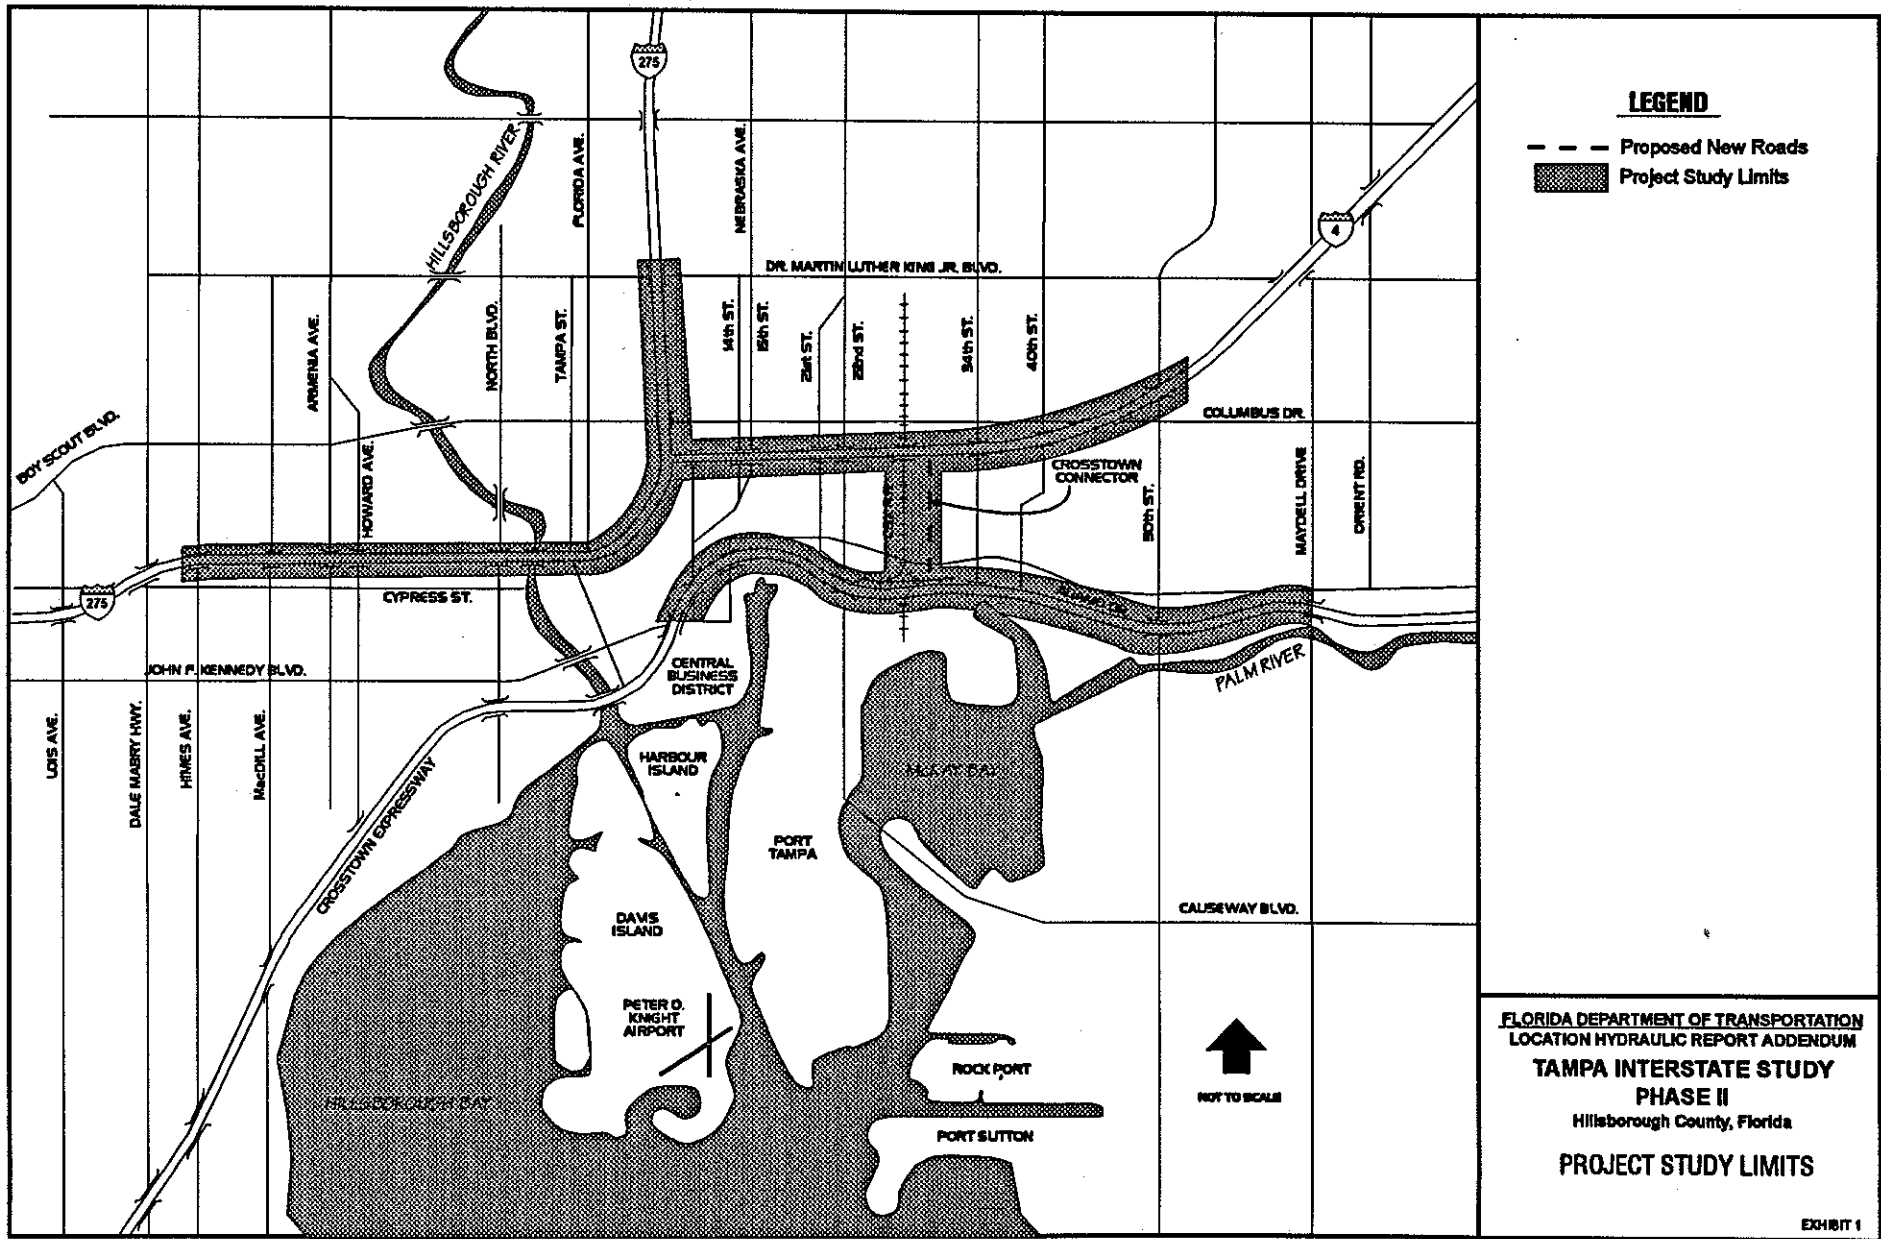 275
HILLSBOROUGH RIVER
FLORIDA AVE.
NEBRASKA AVE.
4
DR. MARTIN LUTHER KING JR. BLVD.
ARMENIA AVE.
NORTH BLVD.
TAMPA ST.
14th ST.
15th ST.
21st ST.
22nd ST.
34th ST.
40th ST.
COLUMBUS DR.
BOY SCOUT BLVD.
HOWARD AVE.
CROSSTOWN
CONNECTOR
50th ST.
MAYDELL DRIVE
ORIENT RD.
275
CYPRESS ST.
JOHN F. KENNEDY BLVD.
CENTRAL
BUSINESS
DISTRICT
PALM RIVER
LOIS AVE.
DALE MABRY HWY.
HIMES AVE.
MacDILL AVE.
CROSSTOWN EXPRESSWAY
HARBOUR
ISLAND
McKAY BAY
PORT
TAMPA
DAVIS
ISLAND
CAUSEWAY BLVD.
PETER O.
KNIGHT
AIRPORT
HILLSBOROUGH BAY
ROCK PORT
PORT SUTTON
NOT TO SCALE
LEGEND
Proposed New Roads
Project Study Limits
FLORIDA DEPARTMENT OF TRANSPORTATION
LOCATION HYDRAULIC REPORT ADDENDUM
TAMPA INTERSTATE STUDY
PHASE II
Hillsborough County, Florida
PROJECT STUDY LIMITS
EXHIBIT 1